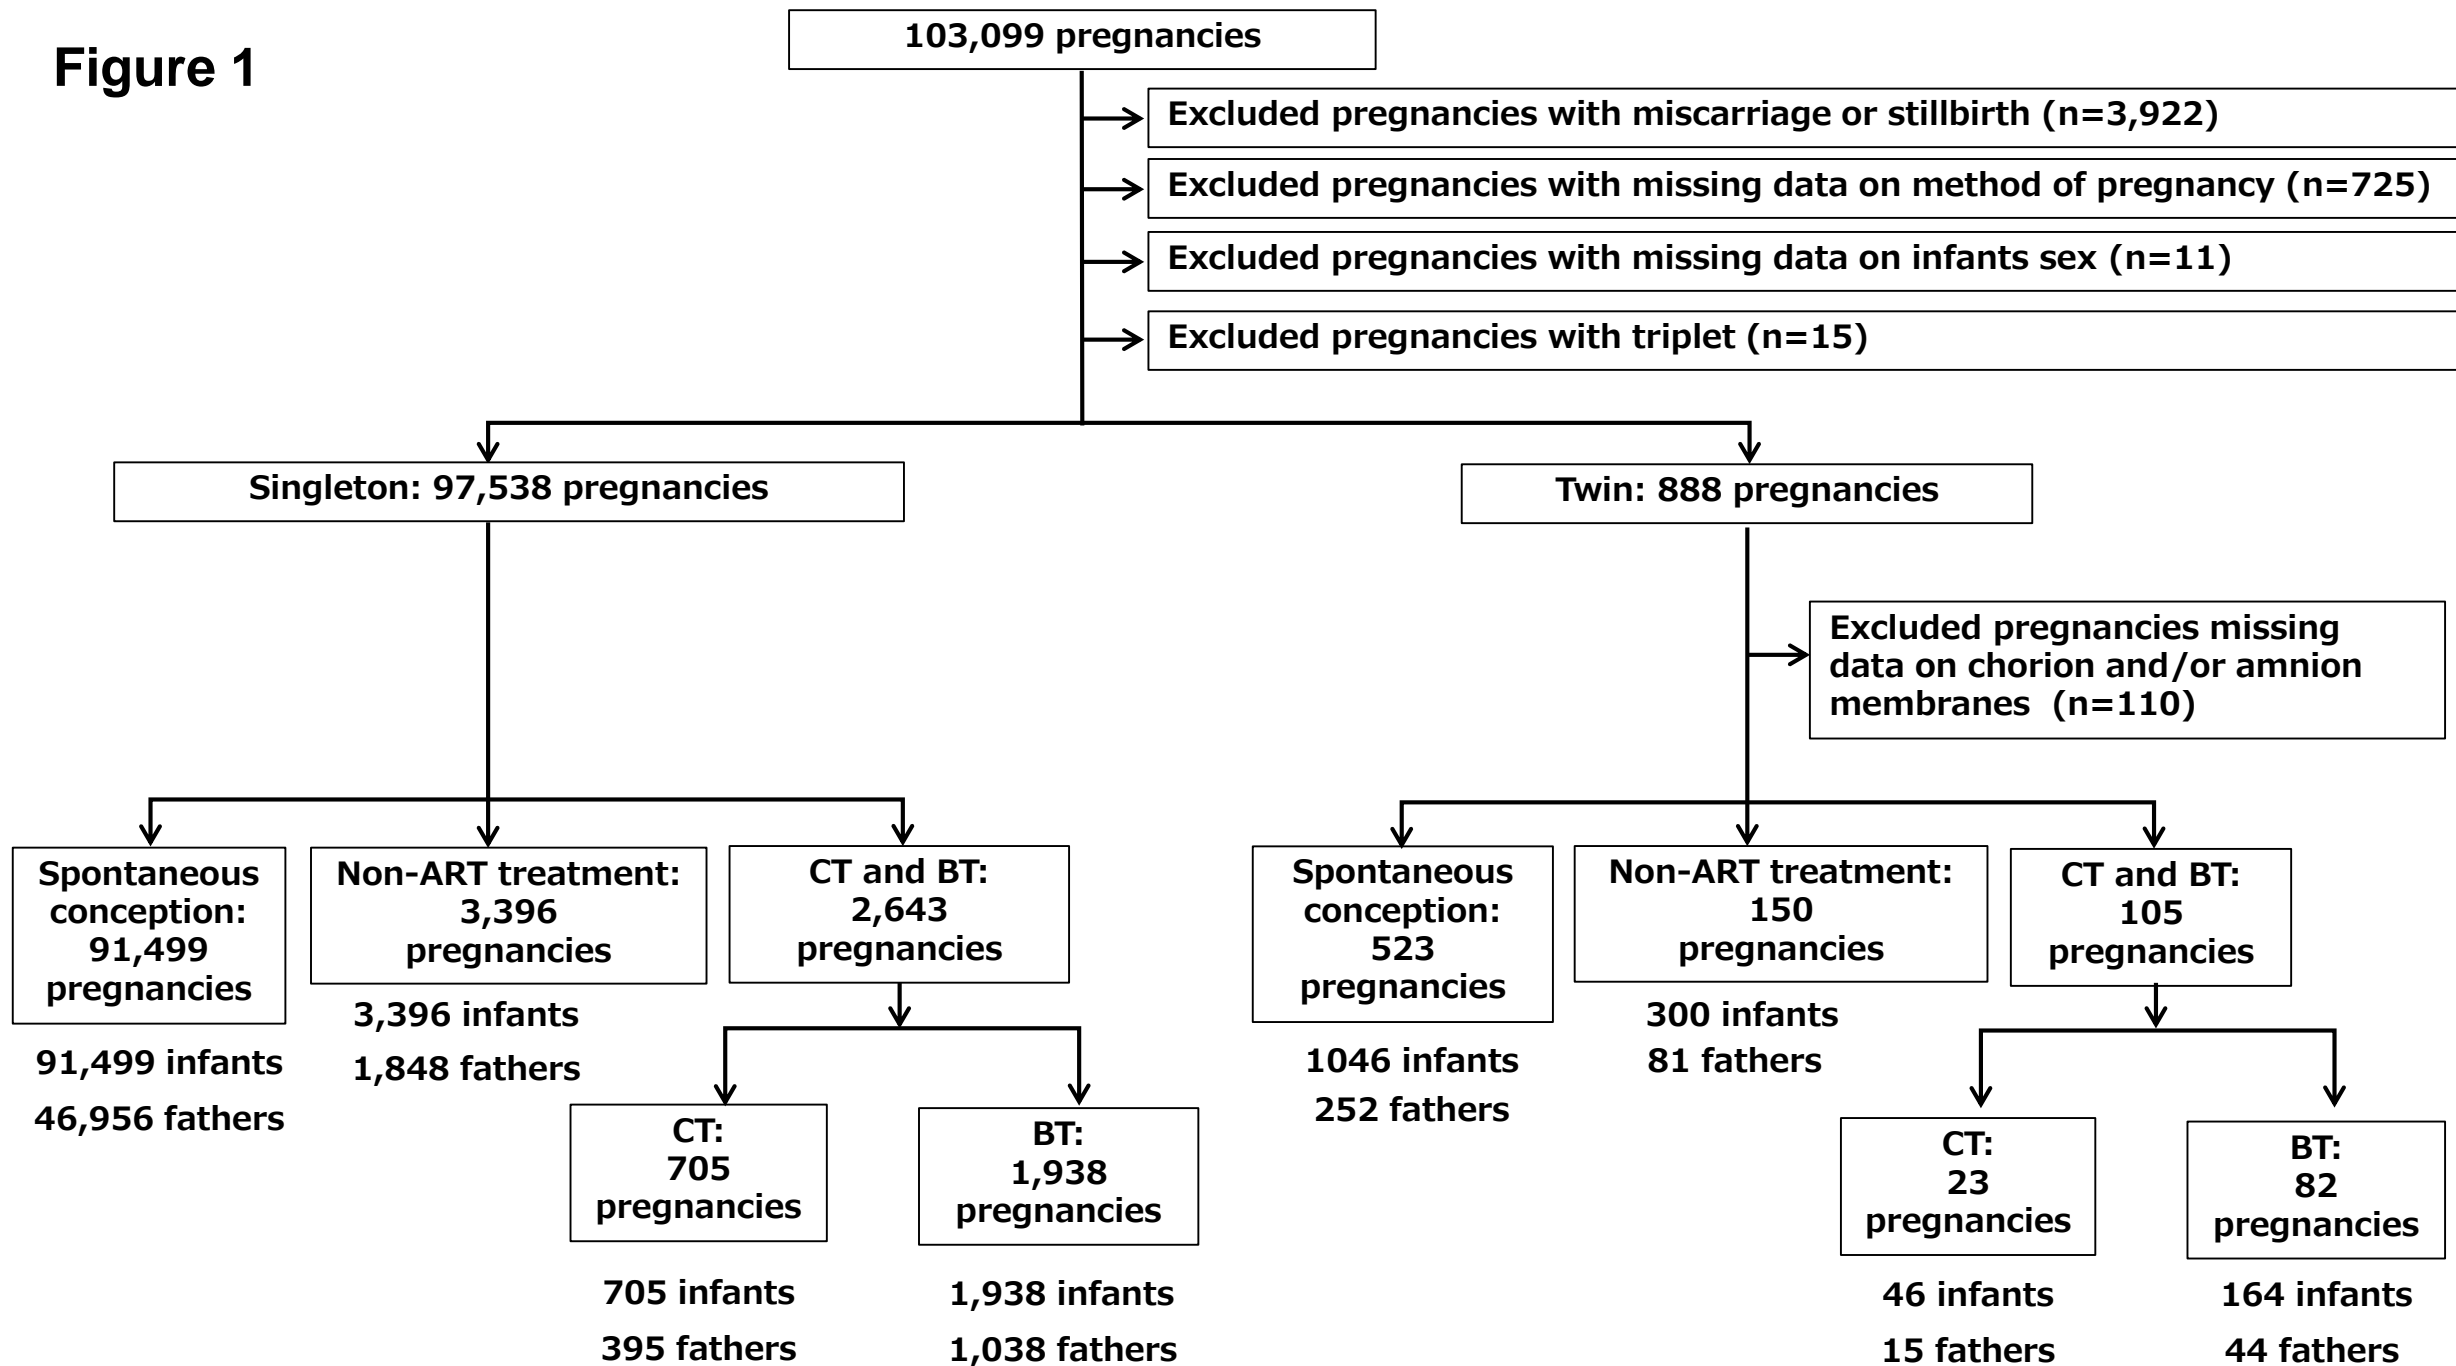 Figure 1
103,099 pregnancies
Excluded pregnancies with miscarriage or stillbirth (n=3,922)
Excluded pregnancies with missing data on method of pregnancy (n=725)
Excluded pregnancies with missing data on infants sex (n=11)
Excluded pregnancies with triplet (n=15)
Singleton: 97,538 pregnancies
Twin: 888 pregnancies
Excluded pregnancies missing
data on chorion and/or amnion
membranes (n=110)
Spontaneous
conception:
91,499
pregnancies
91,499 infants
46,956 fathers
Non-ART treatment:
3,396
pregnancies
3,396 infants
1,848 fathers
CT and BT:
2,643
pregnancies
CT:
705
pregnancies
705 infants
395 fathers
BT:
1,938
pregnancies
1,938 infants
1,038 fathers
Spontaneous
conception:
523
pregnancies
1046 infants
252 fathers
Non-ART treatment:
150
pregnancies
300 infants
81 fathers
CT and BT:
105
pregnancies
CT:
23
pregnancies
46 infants
15 fathers
BT:
82
pregnancies
164 infants
44 fathers